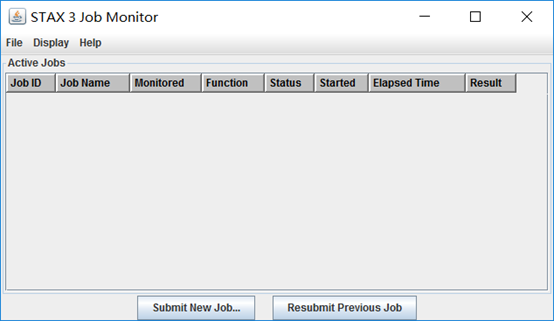 STAX 3 Job Monitor
File Display Help
Active Jobs
Job ID Job Name Monitored Function Status Started Elapsed Time Result
Submit New Job... Resubmit Previous Job